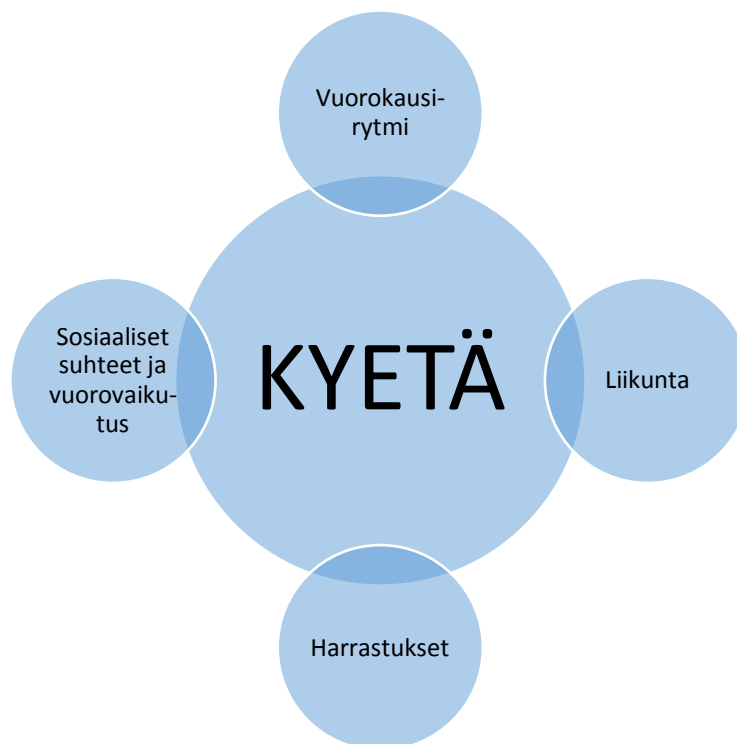 Vuorokausi-
rytmi
Sosiaaliset
suhteet ja
vuorovaiku-
tus
KYETÄ
Liikunta
Harrastukset